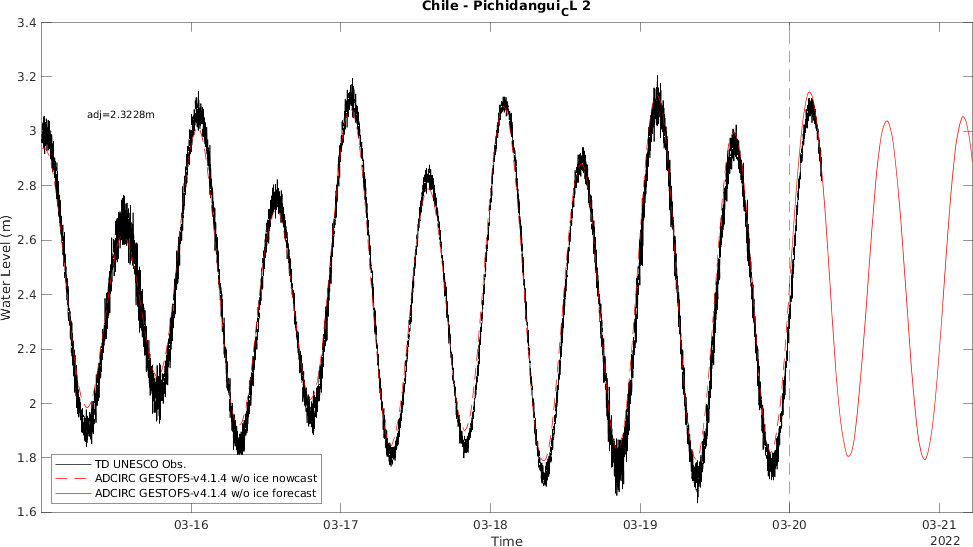 Chile - PichidanguiCL 2
3.4
3.2
3
2.8
2.6
2.4
2.2
2
1.8
1.6
Water Level (m)
adj=2.3228m
TD UNESCO Obs.
ADCIRC GESTOFS-v4.1.4 w/o ice nowcast
ADCIRC GESTOFS-v4.1.4 w/o ice forecast
03-16 03-17 03-18 03-19 03-20 03-21
Time
2022